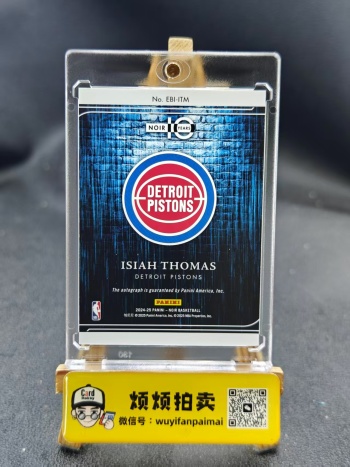 No. EBI-ITM
NOIR 10 YEARS
DETROIT
PISTONS
ISIAH THOMAS
DETROIT PISTONS
The autograph is guaranteed by Panini America, Inc.
PANINI
2024-25 PANINI – NOIR BASKETBALL
Card
烦烦拍卖
微信号：wuyifanpaimai